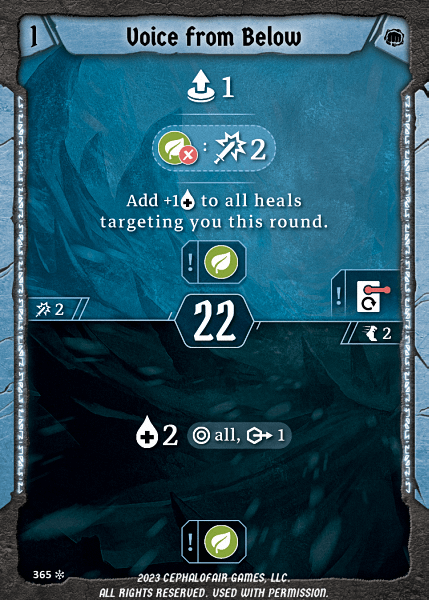 1
Voice from Below
1
: 2
Add +1 to all heals
targeting you this round.
!
!
2
22
2
2 all, 1
!
365
2023 CEPHALOFAIR GAMES, LLC.
ALL RIGHTS RESERVED. USED WITH PERMISSION.